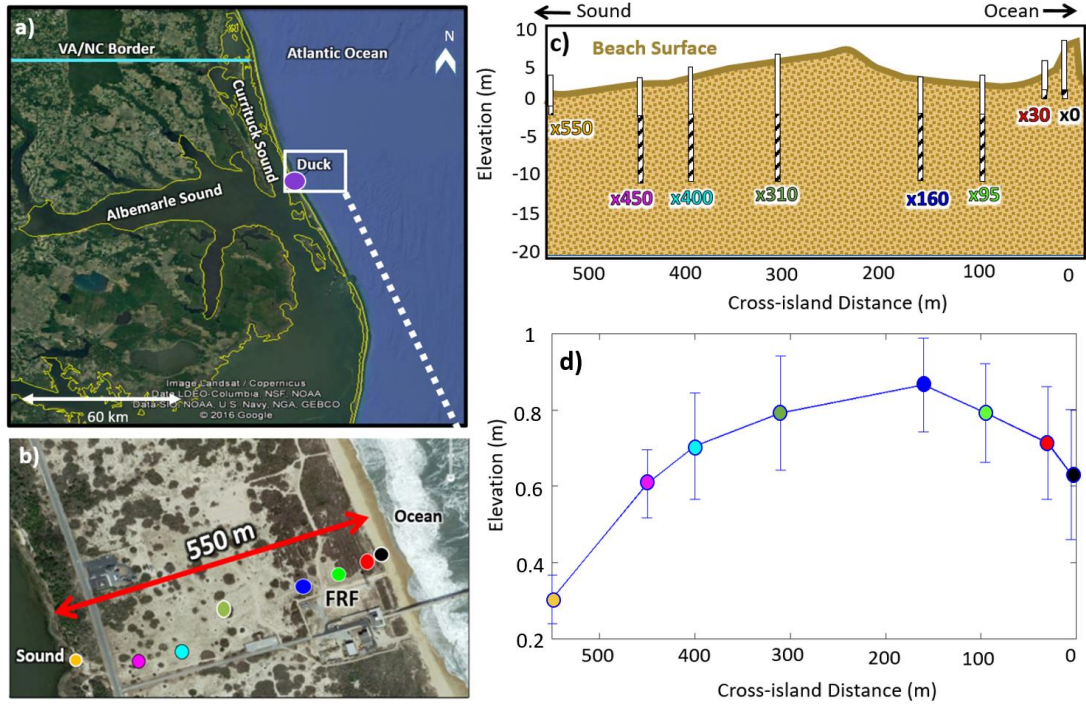 a)
VA/NC Border
Atlantic Ocean
N
Currituck Sound
Duck
Albemarle Sound
60 km
Image Landsat / Copernicus
Data LDEO-Columbia, NSF, NOAA
Data SIO, NOAA, U.S. Navy, NGA, GEBCO
© 2016 Google
b)
550 m
Ocean
FRF
Sound
Sound
Ocean
c)
Beach Surface
10
5
0
-5
-10
-15
-20
Elevation (m)
x550
x450
x400
x310
x160
x95
x30
x0
500
400
300
200
100
0
Cross-island Distance (m)
d)
1
0.8
0.6
0.4
0.2
Elevation (m)
500
400
300
200
100
0
Cross-island Distance (m)